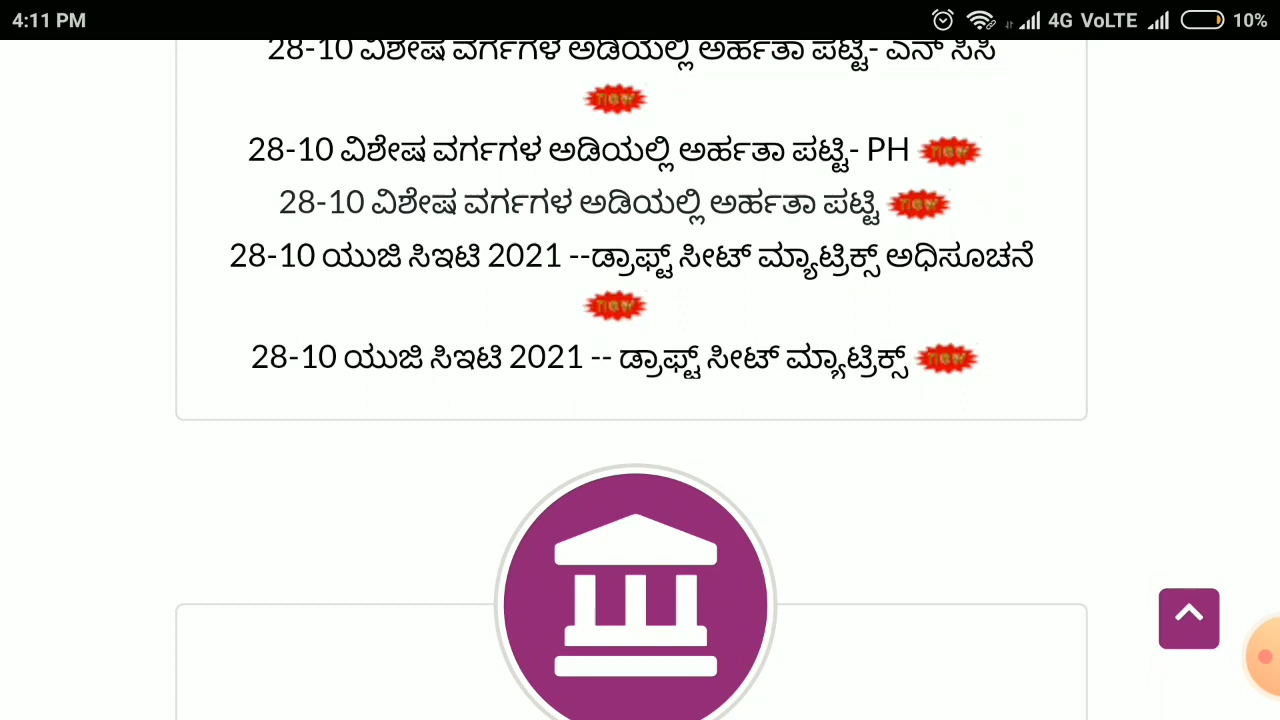 4:11 PM 4G VoLTE 10%
28-10 ವಿಶೇಷ ವರ್ಗಗಳ ಅಡಿಯಲ್ಲಿ ಅರ್ಹತಾ ಪಟ್ಟಿ- ಎನ್ ಸಿಸಿ
new
28-10 ವಿಶೇಷ ವರ್ಗಗಳ ಅಡಿಯಲ್ಲಿ ಅರ್ಹತಾ ಪಟ್ಟಿ- PH new
28-10 ವಿಶೇಷ ವರ್ಗಗಳ ಅಡಿಯಲ್ಲಿ ಅರ್ಹತಾ ಪಟ್ಟಿ new
28-10 ಯುಜಿ ಸಿಇಟಿ 2021 --ಡ್ರಾಫ್ಟ್ ಸೀಟ್ ಮ್ಯಾಟ್ರಿಕ್ಸ್ ಅಧಿಸೂಚನೆ
new
28-10 ಯುಜಿ ಸಿಇಟಿ 2021 -- ಡ್ರಾಫ್ಟ್ ಸೀಟ್ ಮ್ಯಾಟ್ರಿಕ್ಸ್ new